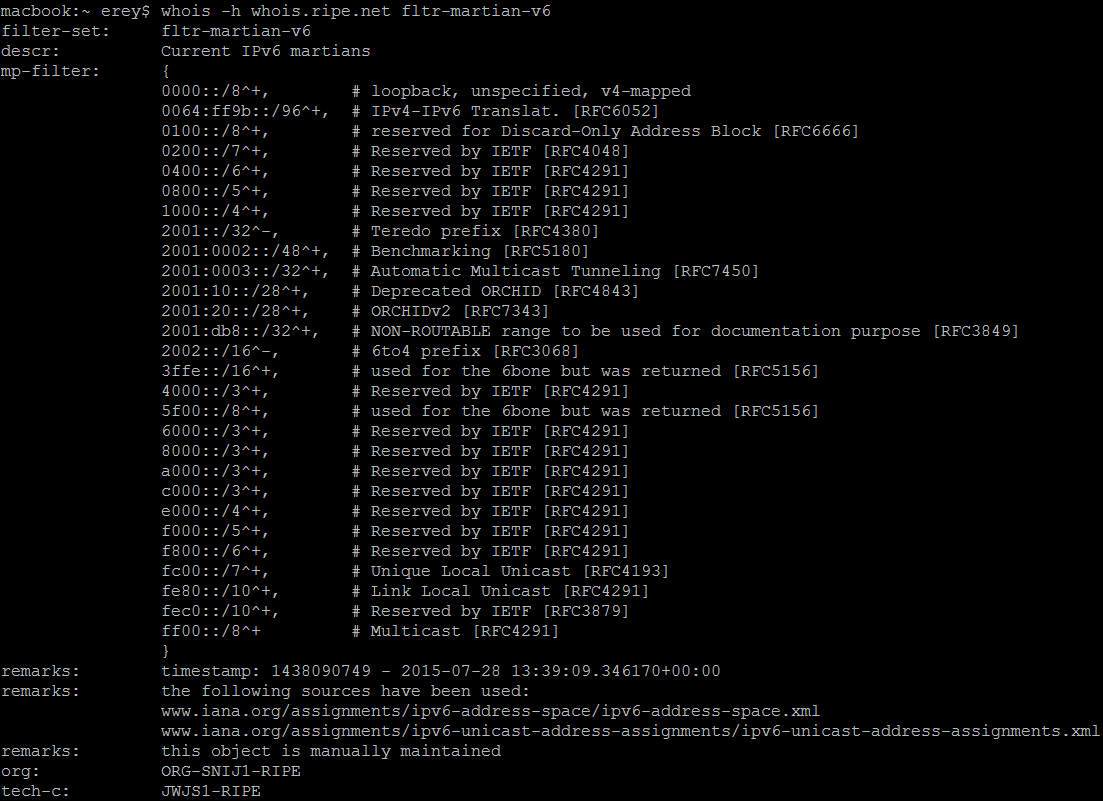 macbook:~ erey$ whois -h whois.ripe.net fltr-martian-v6
filter-set:     fltr-martian-v6
descr:          Current IPv6 martians
mp-filter:      {
                0000::/8^+,        # loopback, unspecified, v4-mapped
                0064:ff9b::/96^+,  # IPv4-IPv6 Translat. [RFC6052]
                0100::/8^+,        # reserved for Discard-Only Address Block [RFC6666]
                0200::/7^+,        # Reserved by IETF [RFC4048]
                0400::/6^+,        # Reserved by IETF [RFC4291]
                0800::/5^+,        # Reserved by IETF [RFC4291]
                1000::/4^+,        # Reserved by IETF [RFC4291]
                2001::/32^-,       # Teredo prefix [RFC4380]
                2001:0002::/48^+,  # Benchmarking [RFC5180]
                2001:0003::/32^+,  # Automatic Multicast Tunneling [RFC7450]
                2001:10::/28^+,    # Deprecated ORCHID [RFC4843]
                2001:20::/28^+,    # ORCHIDv2 [RFC7343]
                2001:db8::/32^+,   # NON-ROUTABLE range to be used for documentation purpose [RFC3849]
                2002::/16^-,       # 6to4 prefix [RFC3068]
                3ffe::/16^+,       # used for the 6bone but was returned [RFC5156]
                4000::/3^+,        # Reserved by IETF [RFC4291]
                5f00::/8^+,        # used for the 6bone but was returned [RFC5156]
                6000::/3^+,        # Reserved by IETF [RFC4291]
                8000::/3^+,        # Reserved by IETF [RFC4291]
                a000::/3^+,        # Reserved by IETF [RFC4291]
                c000::/3^+,        # Reserved by IETF [RFC4291]
                e000::/4^+,        # Reserved by IETF [RFC4291]
                f000::/5^+,        # Reserved by IETF [RFC4291]
                f800::/6^+,        # Reserved by IETF [RFC4291]
                fc00::/7^+,        # Unique Local Unicast [RFC4193]
                fe80::/10^+,       # Link Local Unicast [RFC4291]
                fec0::/10^+,       # Reserved by IETF [RFC3879]
                ff00::/8^+         # Multicast [RFC4291]
                }
remarks:        timestamp: 1438090749 - 2015-07-28 13:39:09.346170+00:00
remarks:        the following sources have been used:
                www.iana.org/assignments/ipv6-address-space/ipv6-address-space.xml
                www.iana.org/assignments/ipv6-unicast-address-assignments/ipv6-unicast-address-assignments.xml
remarks:        this object is manually maintained
org:            ORG-SNIJ1-RIPE
tech-c:         JWJS1-RIPE